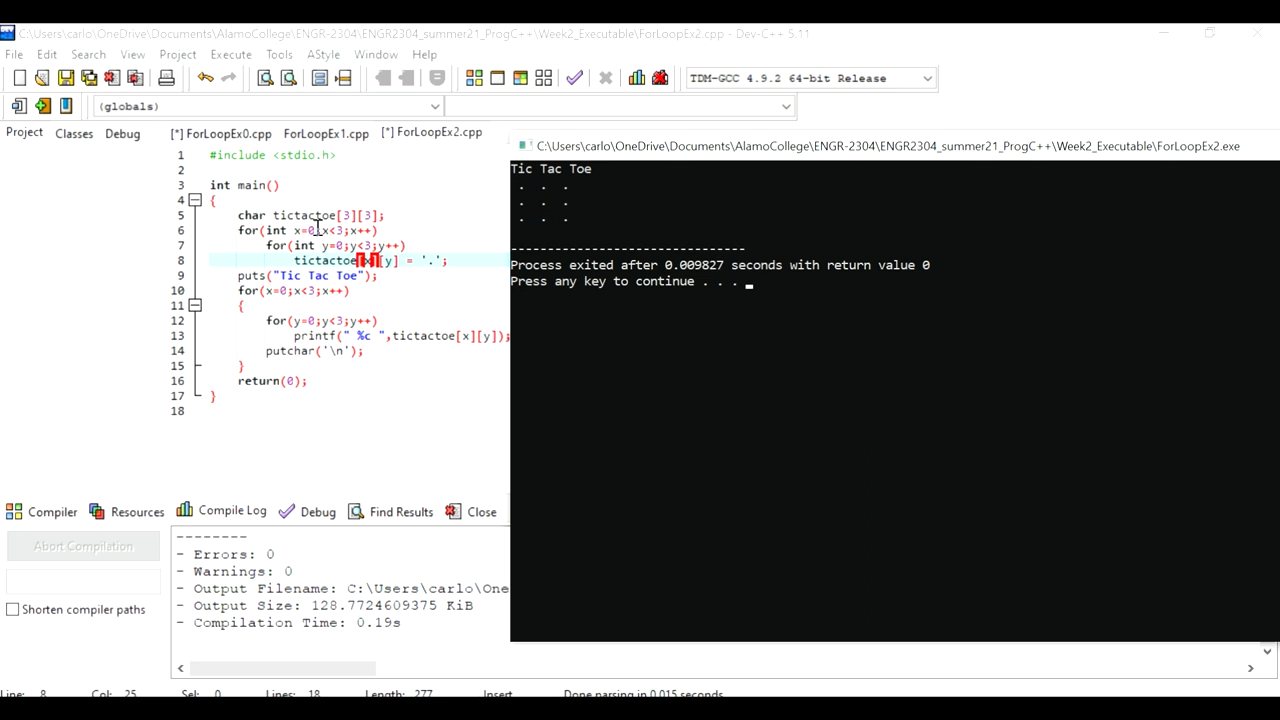 C:\Users\carlo\OneDrive\Documents\AlamoCollege\ENGR-2304\ENGR2304_summer21_ProgC++\Week2_Executable\ForLoopEx2.cpp - Dev-C++ 5.11
File Edit Search View Project Execute Tools AStyle Window Help
TDM-GCC 4.9.2 64-bit Release
(globals)
Project Classes Debug [*] ForLoopEx0.cpp ForLoopEx1.cpp [*] ForLoopEx2.cpp
1 #include <stdio.h>
2
3 int main()
4 {
5 char tictactoe[3][3];
6 for(int x=0;x<3;x++)
7 for(int y=0;y<3;y++)
8 tictactoe[x][y] = '.';
9 puts("Tic Tac Toe");
10 for(x=0;x<3;x++)
11 {
12 for(y=0;y<3;y++)
13 printf(" %c ",tictactoe[x][y]);
14 putchar('\n');
15 }
16 return(0);
17 }
18
C:\Users\carlo\OneDrive\Documents\AlamoCollege\ENGR-2304\ENGR2304_summer21_ProgC++\Week2_Executable\ForLoopEx2.exe
Tic Tac Toe
. . .
. . .
. . .
--------------------------------
Process exited after 0.009827 seconds with return value 0
Press any key to continue . . .
Compiler Resources Compile Log Debug Find Results Close
Abort Compilation
Shorten compiler paths
--------
- Errors: 0
- Warnings: 0
- Output Filename: C:\Users\carlo\One
- Output Size: 128.7724609375 KiB
- Compilation Time: 0.19s
Line: 8 Col: 25 Sel: 0 Lines: 18 Length: 277 Insert Done parsing in 0.015 seconds